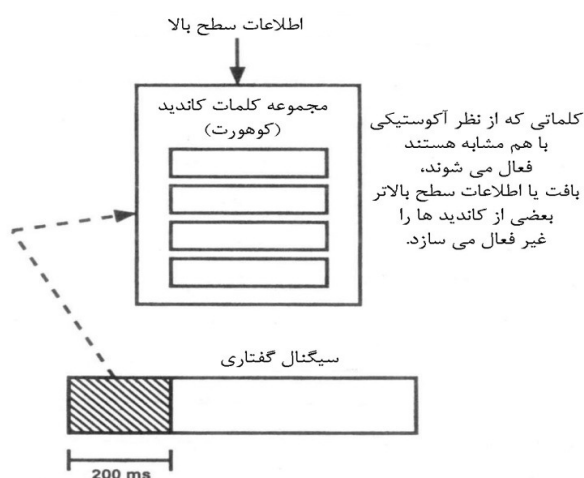 اطلاعات سطح بالا
مجموعه کلمات کاندید
(کوهورت)
کلماتی که از نظر آکوستیکی
با هم مشابه هستند
فعال می شوند،
بافت یا اطلاعات سطح بالاتر
بعضی از کاندید ها را
غیر فعال می سازد.
سیگنال گفتاری
200 ms